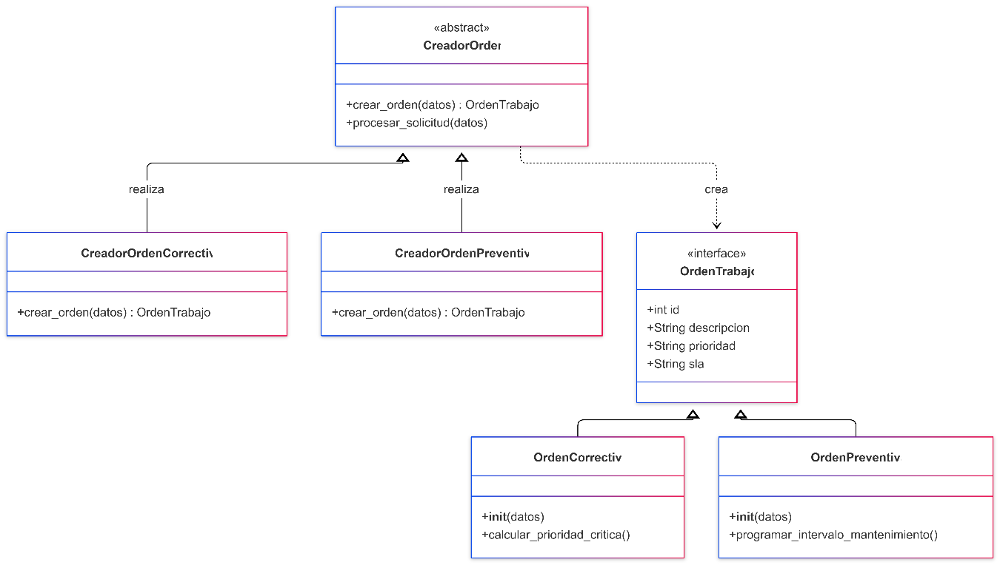 «abstract»
CreadorOrder
+crear_orden(datos) : OrdenTrabajo
+procesar_solicitud(datos)
realiza
realiza
crea
CreadorOrdenCorrectiv
+crear_orden(datos) : OrdenTrabajo
CreadorOrdenPreventiv
+crear_orden(datos) : OrdenTrabajo
«interface»
OrdenTrabajo
+int id
+String descripcion
+String prioridad
+String sla
OrdenCorrectiv
+init(datos)
+calcular_prioridad_critica()
OrdenPreventiv
+init(datos)
+programar_intervalo_mantenimiento()